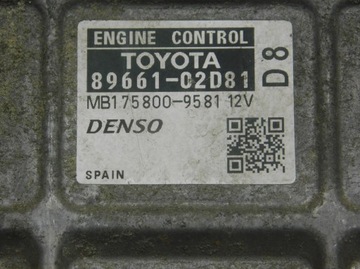 ENGINE CONTROL
TOYOTA
89661-02D81
D8
MB175800-9581 12V
DENSO
SPAIN